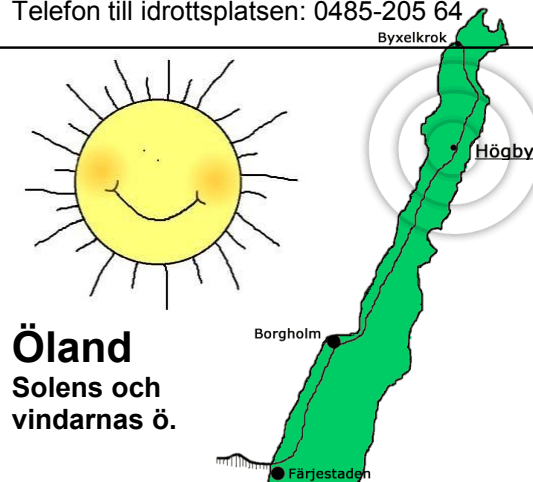 Telefon till idrottsplatsen: 0485-205 64
Byxelkrok
Högby
Borgholm
Öland
Solens och
vindarnas ö.
Färjestaden